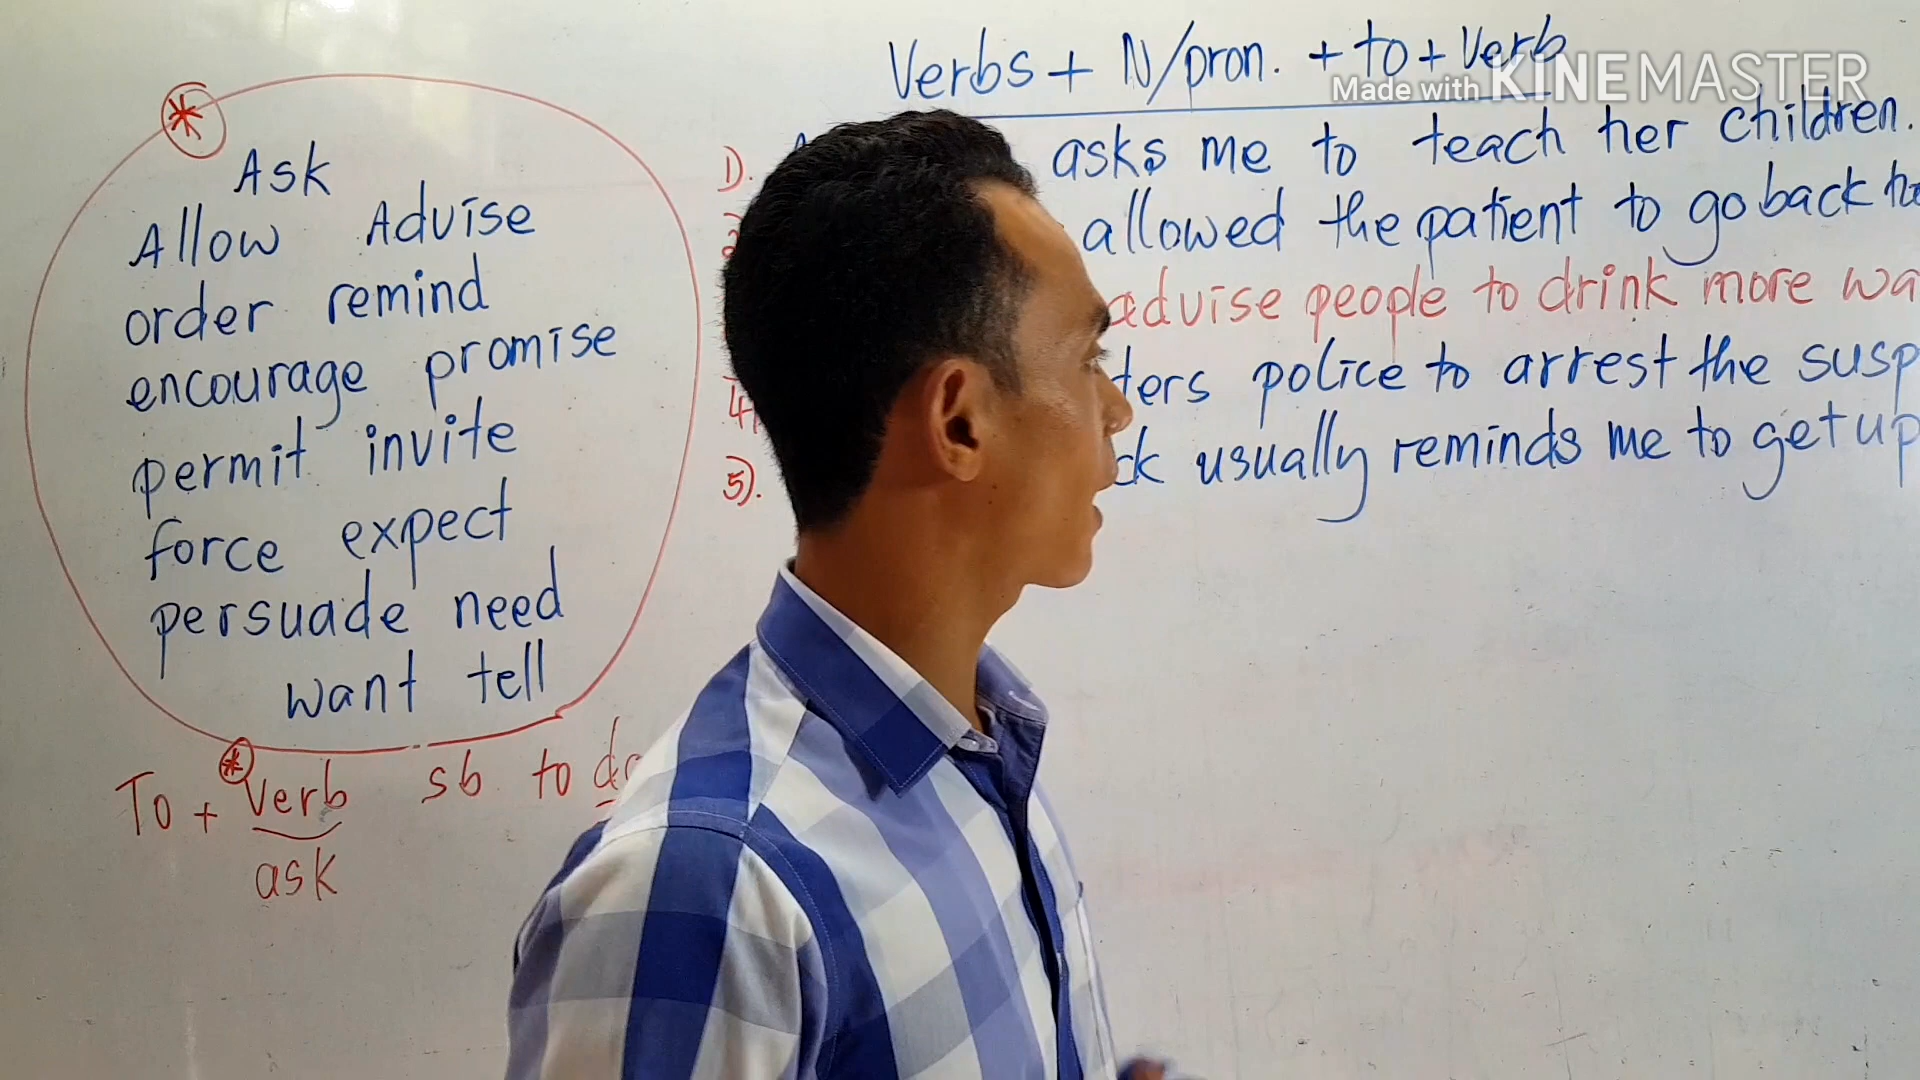 Ask
Allow Advise
order remind
encourage promise
permit invite
force expect
persuade need
want tell
To + Verb sb to
ask
Verbs + N/pron. + to + Verb
Made with KINEMASTER
1). asks me to teach her children.
allowed the patient to go back
advise people to drink more
police to arrest the
5). usually reminds me to get up